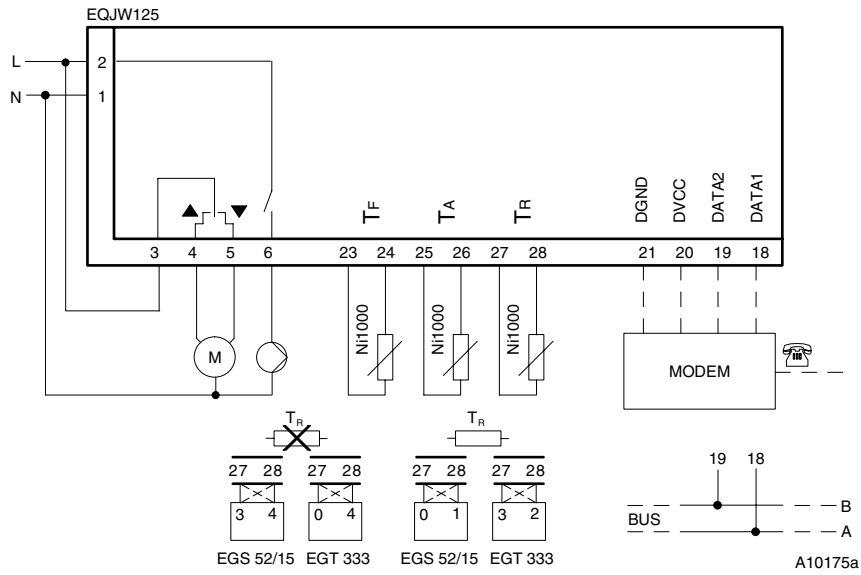 EQJW125
L 2
N 1
DGND DVCC DATA2 DATA1
TF TA TR
3 4 5 6 23 24 25 26 27 28 21 20 19 18
Ni1000 Ni1000 Ni1000
M
MODEM
TR TR
27 28 27 28 27 28 27 28
3 4 0 4 0 1 3 2
EGS 52/15 EGT 333 EGS 52/15 EGT 333
19 18
BUS B
A
A10175a